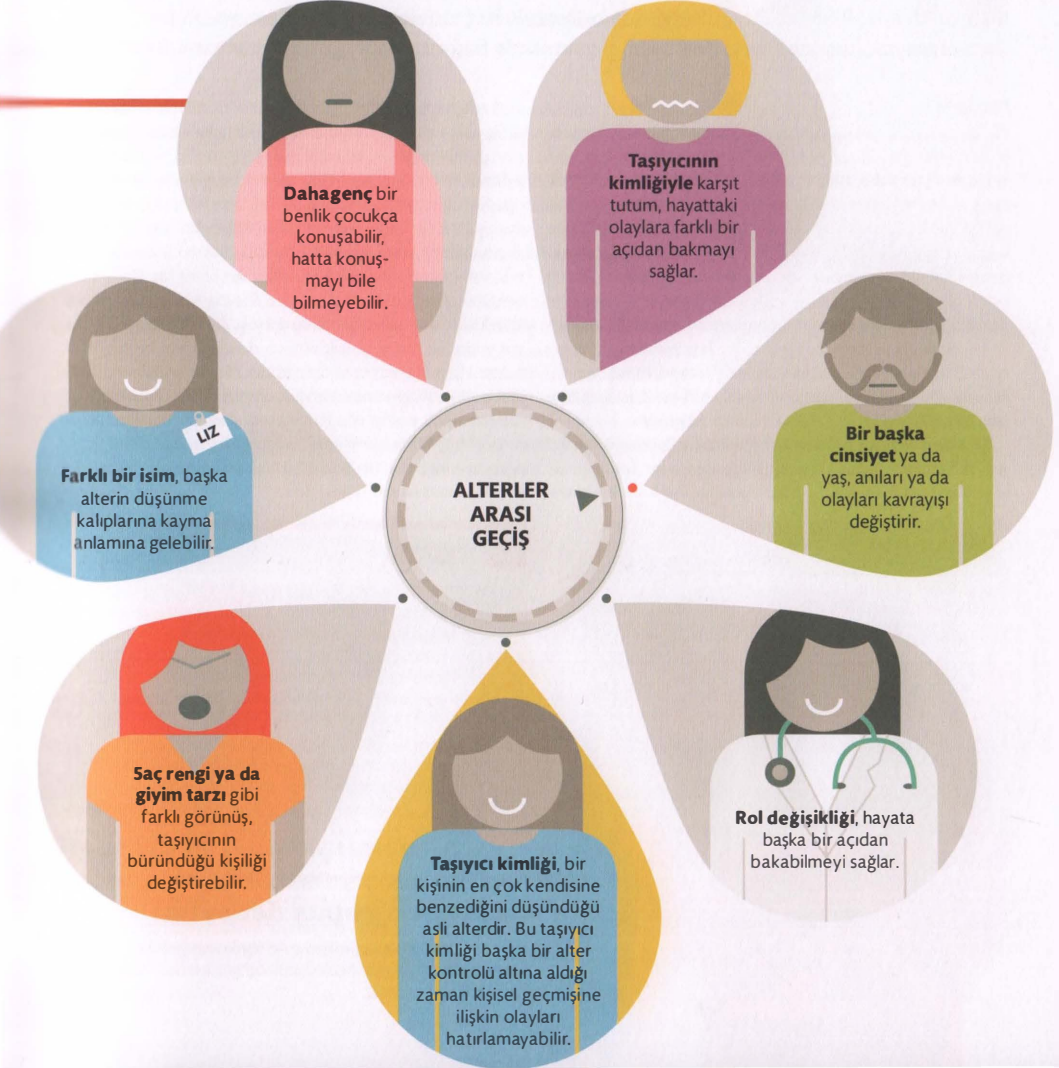 Dahagenç bir
benlik çocukça
konuşabilir,
hatta konuş-
mayı bile
bilmeyebilir.
Taşıyıcının
kimliğiyle karşıt
tutum, hayattaki
olaylara farklı bir
açıdan bakmayı
sağlar.
LIZ
Farklı bir isim, başka
alterin düşünme
kalıplarına kayma
anlamına gelebilir.
ALTERLER
ARASI
GEÇİŞ
Bir başka
cinsiyet ya da
yaş, anıları ya da
olayları kavrayışı
değiştirir.
Saç rengi ya da
giyim tarzı gibi
farklı görünüş,
taşıyıcının
büründüğü kişiliği
değiştirebilir.
Taşıyıcı kimliği, bir
kişinin en çok kendisine
benzediğini düşündüğü
asli alterdir. Bu taşıyıcı
kimliği başka bir alter
kontrolü altına aldığı
zaman kişisel geçmişine
ilişkin olayları
hatırlamayabilir.
Rol değişikliği, hayata
başka bir açıdan
bakabilmeyi sağlar.